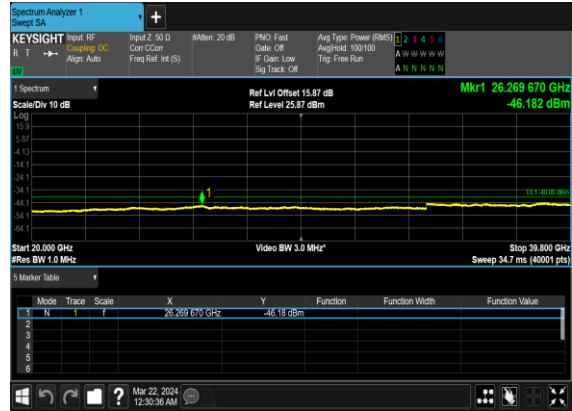 Spectrum Analyzer 1
Swept SA
+
KEYSIGHT Input: RF Input Z: 50 Ω #Atten: 20 dB PNO: Fast Avg Type: Power (RMS) 1 2 3 4 5 6
R T Coupling: DC Corr CCorr Gate: Off Avg|Hold: 100/100 A W W W W W
Align: Auto Freq Ref: Int (S) IF Gain: Low Trig: Free Run
LW Sig Track: Off A N N N N N
1 Spectrum Ref Lvl Offset 15.87 dB Mkr1 26.269 670 GHz
Scale/Div 10 dB Ref Level 25.87 dBm -46.182 dBm
Log
15.9
5.87
-4.13
-14.1
-24.1
-34.1 1 DL1 -40.00 dBm
-44.1
-54.1
-64.1
Start 20.000 GHz Video BW 3.0 MHz* Stop 39.800 GHz
#Res BW 1.0 MHz Sweep 34.7 ms (40001 pts)
5 Marker Table
Mode Trace Scale X Y Function Function Width Function Value
1 N 1 f 26.269 670 GHz -46.18 dBm
2
3
4
5
6
? Mar 22, 2024
12:30:36 AM